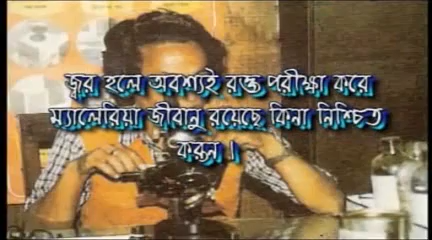 জ্বর হলে অবশ্যই রক্ত পরীক্ষা করে
ম্যালেরিয়া জীবানু রয়েছে কিনা নিশ্চিত
করুন ।